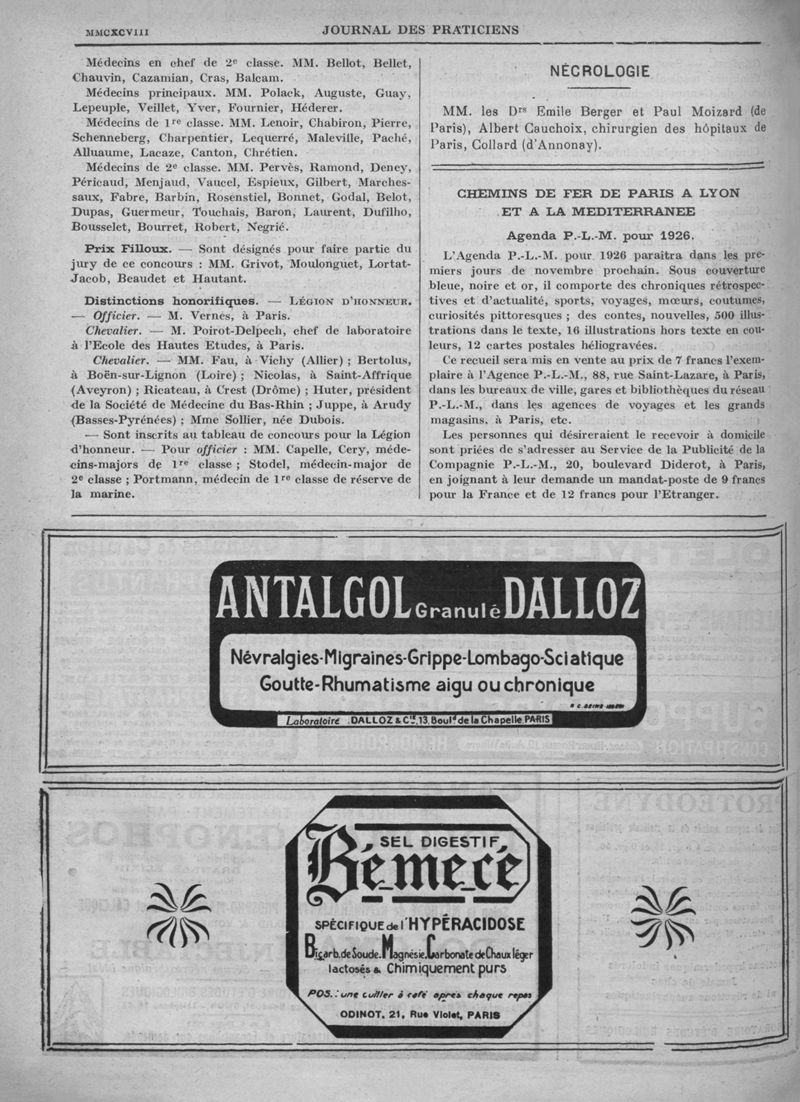 MMCXCVIII
JOURNAL DES PRATICIENS
Médecins en chef de 2e classe. MM. Bellot, Bellet,
Chauvin, Cazamian, Cras, Balcam.
Médecins principaux. MM. Polack, Auguste, Guay,
Lepeuple, Veillet, Yver, Fournier, Héderer.
Médecins de 1re classe. MM. Lenoir, Chabiron, Pierre,
Schenneberg, Charpentier, Lequerré, Maleville, Paché,
Alluaume, Lacaze, Canton, Chrétien.
Médecins de 2e classe. MM. Pervès, Ramond, Deney,
Péricaud, Menjaud, Vaucel, Espieux, Gilbert, Marches-
saux, Fabre, Barbin, Rosenstiel, Bonnet, Godal, Belot,
Dupas, Guermeur, Touchais, Baron, Laurent, Dufilho,
Bousselet, Bourret, Robert, Negrié.
Prix Filloux. — Sont désignés pour faire partie du
jury de ce concours : MM. Grivot, Moulonguet, Lortat-
Jacob, Beaudet et Hautant.
Distinctions honorifiques. — LÉGION D'HONNEUR.
— Officier. — M. Vernes, à Paris.
Chevalier. — M. Poirot-Delpech, chef de laboratoire
à l'Ecole des Hautes Etudes, à Paris.
Chevalier. — MM. Fau, à Vichy (Allier) ; Bertolus,
à Boën-sur-Lignon (Loire) ; Nicolas, à Saint-Affrique
(Aveyron) ; Ricateau, à Crest (Drôme) ; Huter, président
de la Société de Médecine du Bas-Rhin ; Juppe, à Arudy
(Basses-Pyrénées) ; Mme Sollier, née Dubois.
— Sont inscrits au tableau de concours pour la Légion
d'honneur. — Pour officier : MM. Capelle, Cery, méde-
cins-majors de 1re classe ; Stodel, médecin-major de
2e classe ; Portmann, médecin de 1re classe de réserve de
la marine.
NÉCROLOGIE
MM. les Drs Emile Berger et Paul Moizard (de
Paris), Albert Cauchoix, chirurgien des hôpitaux de
Paris, Collard (d'Annonay).
CHEMINS DE FER DE PARIS A LYON
ET A LA MEDITERRANEE
Agenda P.-L.-M. pour 1926.
L'Agenda P.-L.-M. pour 1926 paraîtra dans les pre-
miers jours de novembre prochain. Sous couverture
bleue, noire et or, il comporte des chroniques rétrospec-
tives et d'actualité, sports, voyages, mœurs, coutumes,
curiosités pittoresques ; des contes, nouvelles, 500 illus-
trations dans le texte, 16 illustrations hors texte en cou-
leurs, 12 cartes postales héliogravées.
Ce recueil sera mis en vente au prix de 7 francs l'exem-
plaire à l'Agence P.-L.-M., 88, rue Saint-Lazare, à Paris,
dans les bureaux de ville, gares et bibliothèques du réseau
P.-L.-M., dans les agences de voyages et les grands
magasins, à Paris, etc.
Les personnes qui désireraient le recevoir à domicile
sont priées de s'adresser au Service de la Publicité de la
Compagnie P.-L.-M., 20, boulevard Diderot, à Paris,
en joignant à leur demande un mandat-poste de 9 francs
pour la France et de 12 francs pour l'Etranger.
ANTALGOL Granulé DALLOZ
Névralgies-Migraines-Grippe-Lombago-Sciatique
Goutte-Rhumatisme aigu ou chronique
Laboratoire DALLOZ & Cie, 13, Bould de la Chapelle PARIS
SEL DIGESTIF
Bé-me-cé
SPÉCIFIQUE de l'HYPÉRACIDOSE
Bicarb. de Soude. Magnésie. Carbonate de Chaux léger
lactosés & Chimiquement purs
POS.: une cuiller à café après chaque repas
ODINOT, 21, Rue Violet, PARIS